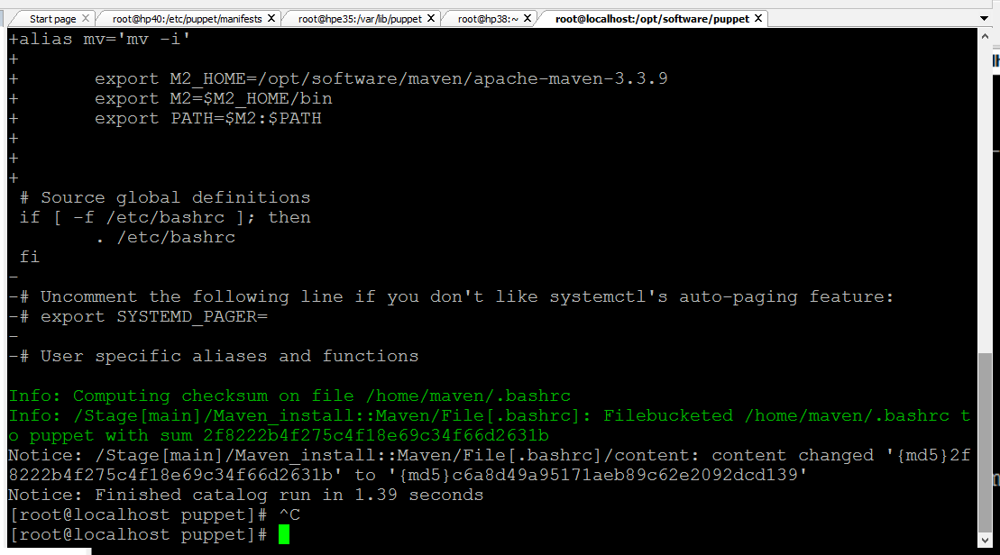 Start page X root@hp40:/etc/puppet/manifests X root@hpe35:/var/lib/puppet X root@hp38:~ X root@localhost:/opt/software/puppet X
+alias mv='mv -i'
+
+       export M2_HOME=/opt/software/maven/apache-maven-3.3.9
+       export M2=$M2_HOME/bin
+       export PATH=$M2:$PATH
+
+
+
 # Source global definitions
 if [ -f /etc/bashrc ]; then
        . /etc/bashrc
 fi
-
-# Uncomment the following line if you don't like systemctl's auto-paging feature:
-# export SYSTEMD_PAGER=
-
-# User specific aliases and functions
Info: Computing checksum on file /home/maven/.bashrc
Info: /Stage[main]/Maven_install::Maven/File[.bashrc]: Filebucketed /home/maven/.bashrc t
o puppet with sum 2f8222b4f275c4f18e69c34f66d2631b
Notice: /Stage[main]/Maven_install::Maven/File[.bashrc]/content: content changed '{md5}2f
8222b4f275c4f18e69c34f66d2631b' to '{md5}c6a8d49a95171aeb89c62e2092dcd139'
Notice: Finished catalog run in 1.39 seconds
[root@localhost puppet]# ^C
[root@localhost puppet]#